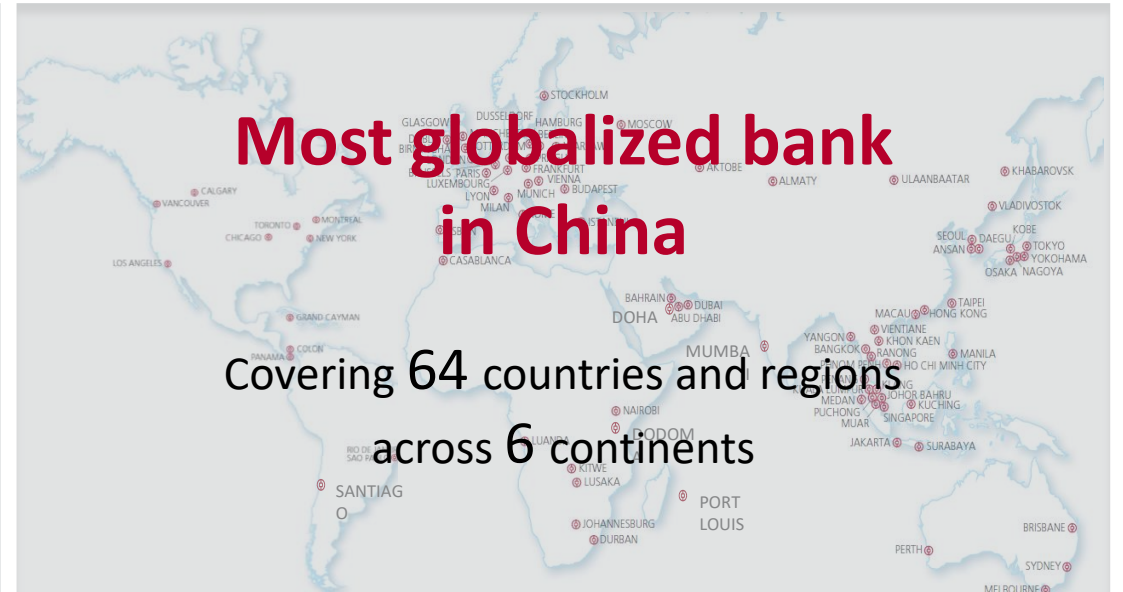 Most globalized bank
in China
Covering 64 countries and regions
across 6 continents
STOCKHOLM
GLASGOW
DUSSELDORF
HAMBURG
MOSCOW
FRANKFURT
PARIS
LUXEMBOURG
VIENNA
BUDAPEST
LYON
MUNICH
MILAN
AKTOBE
ALMATY
ULAANBAATAR
KHABAROVSK
VLADIVOSTOK
CALGARY
VANCOUVER
TORONTO
MONTREAL
CHICAGO
NEW YORK
LOS ANGELES
CASABLANCA
SEOUL
DAEGU
KOBE
ANSAN
TOKYO
YOKOHAMA
OSAKA
NAGOYA
BAHRAIN
DUBAI
DOHA
ABU DHABI
TAIPEI
MACAU
HONG KONG
GRAND CAYMAN
COLON
PANAMA
MUMBA
I
YANGON
VIENTIANE
KHON KAEN
BANGKOK
RANONG
MANILA
HO CHI MINH CITY
JOHOR BAHRU
MEDAN
KUCHING
PUCHONG
SINGAPORE
MUAR
JAKARTA
SURABAYA
NAIROBI
DODOM
LUANDA
KITWE
LUSAKA
SANTIAG
O
PORT
LOUIS
JOHANNESBURG
DURBAN
BRISBANE
PERTH
SYDNEY
MELBOURNE